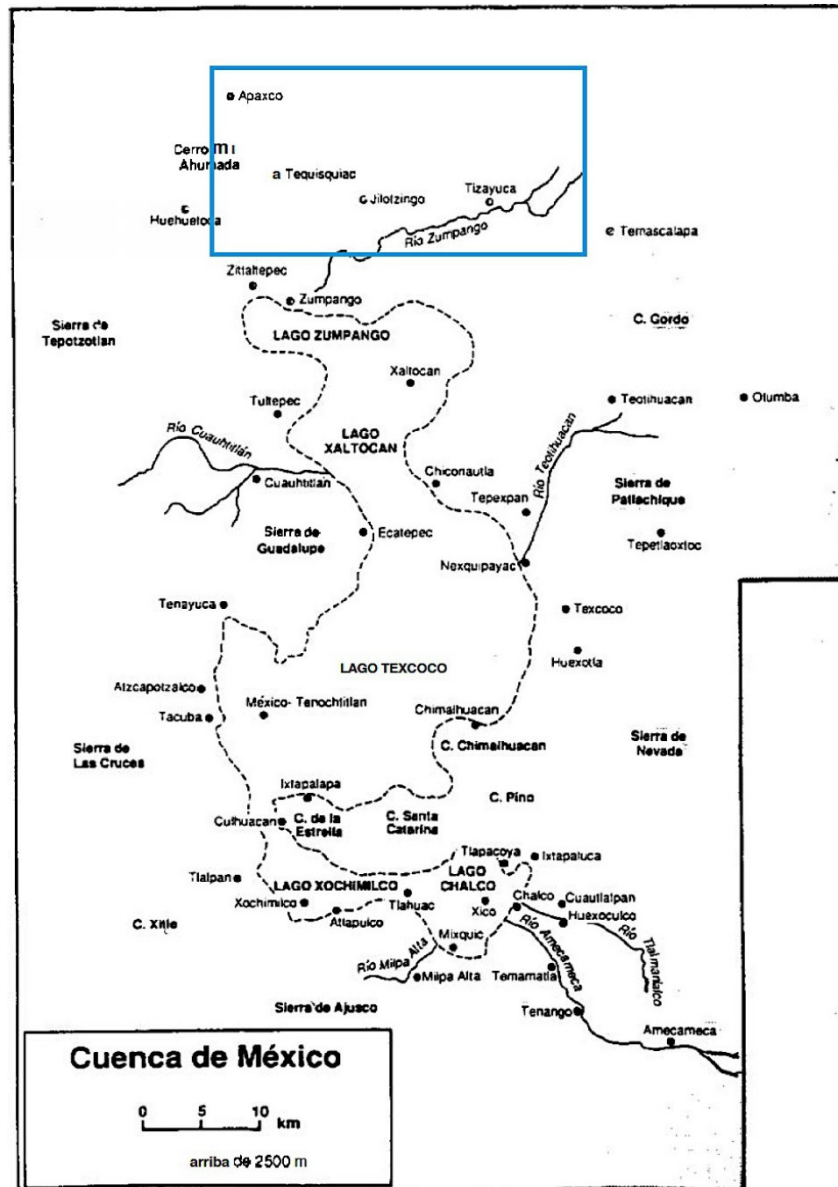 Apaxco
Cerro m ı
Ahumada
a Tequisquiac
Jilotzingo
Tizayuca
Huehuetoca
Río Zumpango
Temascalapa
Zitlaltepec
Zumpango
LAGO ZUMPANGO
C. Gordo
Sierra de
Tepotzotlan
Xaltocan
Teotihuacan
Otumba
Tultepec
Río Cuauhtitlán
LAGO
XALTOCAN
Río Teotihuacan
Chiconautla
Cuauhtitlan
Tepexpan
Sierra de
Patlachique
Sierra de
Guadalupe
Ecatepec
Tepetlaoxtoc
Nexquipayac
Tenayuca
Texcoco
Huexotla
LAGO TEXCOCO
Atzcapotzalco
México- Tenochtitlan
Tacuba
Chimalhuacan
C. Chimalhuacan
Sierra de
Las Cruces
Sierra de
Nevada
Ixtapalapa
C. Pino
Culhuacan
C. de la
Estrella
C. Santa
Catarina
Tlapacoya
Ixtapaluca
Tlalpan
LAGO XOCHIMILCO
LAGO
CHALCO
Xochimilco
Tlahuac
Xico
Chalco
Cuautlalpan
Huexoculco
Atlapulco
C. Xitle
Mixquic
Río Milpa Alta
Río Amecameca
Milpa Alta
Temamatla
Sierra de Ajusco
Tenango
Amecameca
Cuenca de México
0 5 10
km
arriba de 2500 m